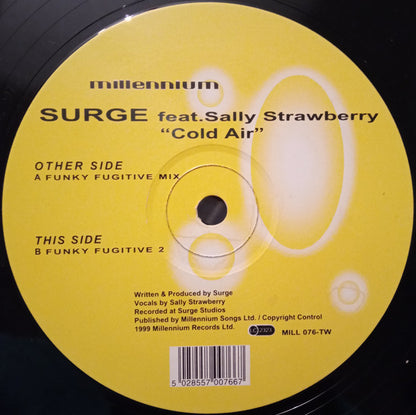 millennium
SURGE feat.Sally Strawberry
"Cold Air"
OTHER SIDE
A FUNKY FUGITIVE MIX
THIS SIDE
B FUNKY FUGITIVE 2
Written & Produced by Surge
Vocals by Sally Strawberry
Recorded at Surge Studios
Published by Millennium Songs Ltd. / Copyright Control
1999 Millennium Records Ltd.
MILL 076-TW
5 028557 007667